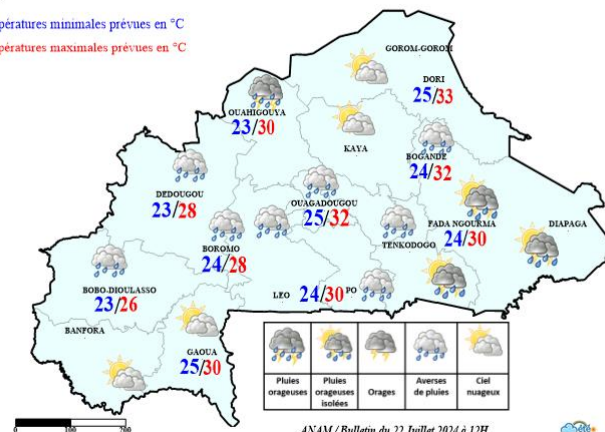 pératures minimales prévues en °C
pératures maximales prévues en °C
GOROM-GOROM
DORI
25/33
OUAHIGOUYA
23/30
KAYA
BOGANDE
24/32
DEDOUGOU
23/28
OUAGADOUGOU
25/32
FADA NGOURMA
24/30
DIAPAGA
TENKODOGO
BOROMO
24/28
BOBO-DIOULASSO
23/26
LEO
24/30
PO
BANFORA
GAOUA
25/30
Pluies orageuses
Pluies orageuses isolées
Orages
Averses de pluies
Ciel nuageux
ANAM / Bulletin du 22 Juillet 2024 à 12H